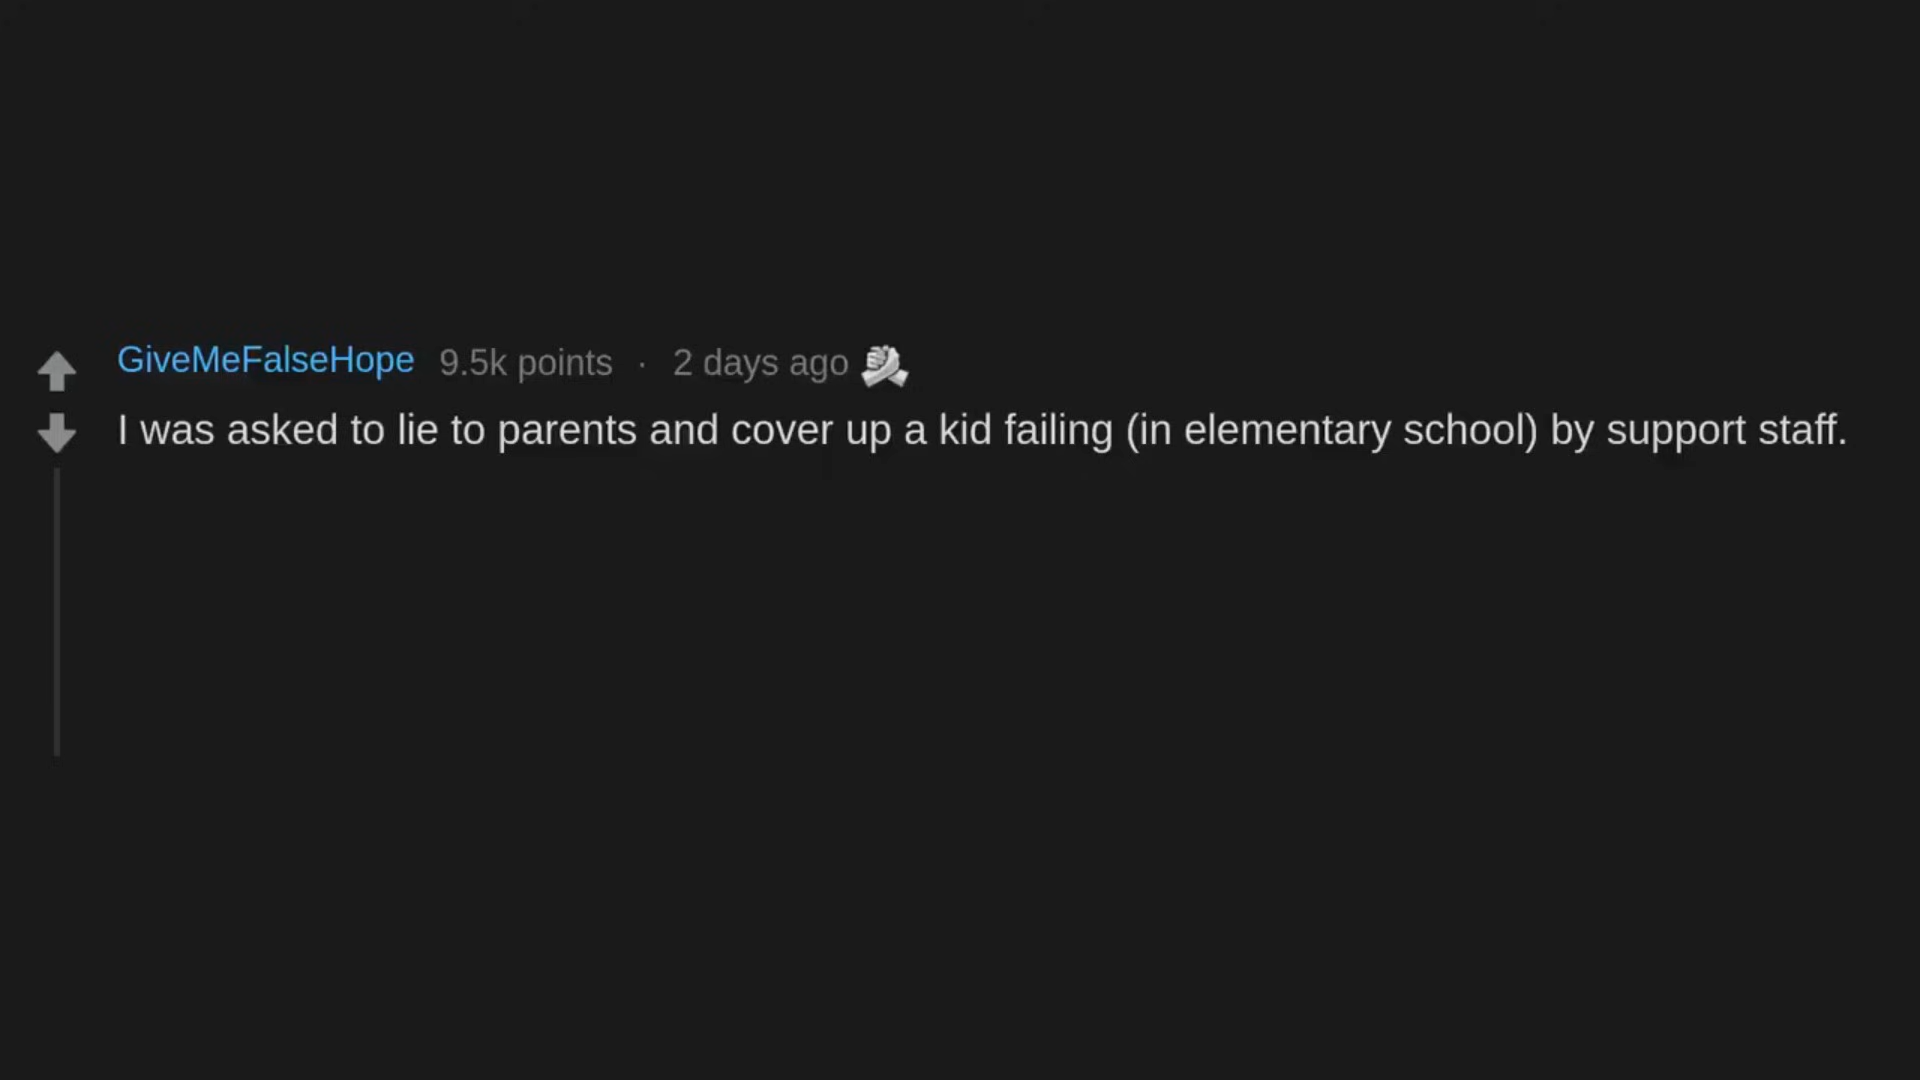 GiveMeFalseHope 9.5k points · 2 days ago
I was asked to lie to parents and cover up a kid failing (in elementary school) by support staff.